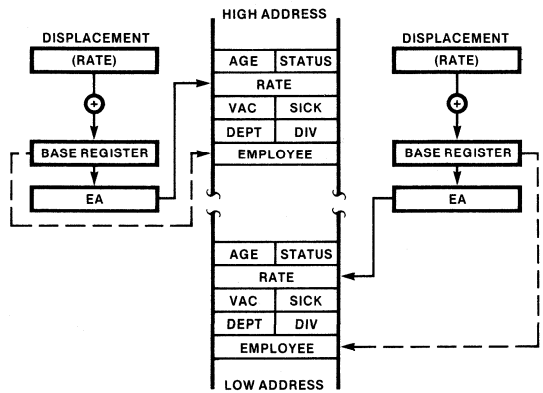 HIGH ADDRESS
DISPLACEMENT
(RATE)
+
BASE REGISTER
EA
AGE STATUS
RATE
VAC SICK
DEPT DIV
EMPLOYEE
DISPLACEMENT
(RATE)
+
BASE REGISTER
EA
AGE STATUS
RATE
VAC SICK
DEPT DIV
EMPLOYEE
LOW ADDRESS